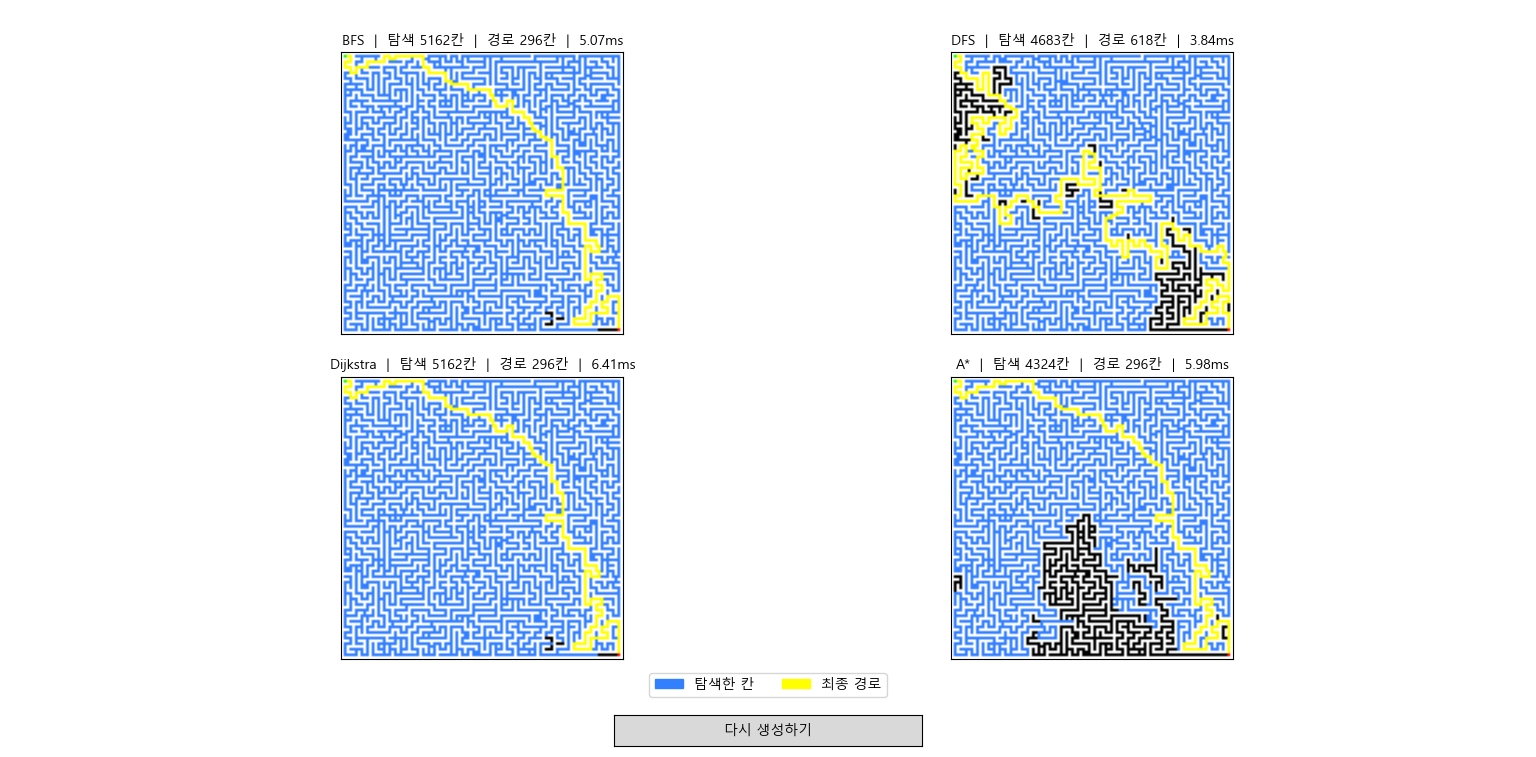 BFS | 탐색 5162칸 | 경로 296칸 | 5.07ms
DFS | 탐색 4683칸 | 경로 618칸 | 3.84ms
Dijkstra | 탐색 5162칸 | 경로 296칸 | 6.41ms
A* | 탐색 4324칸 | 경로 296칸 | 5.98ms
탐색한 칸 최종 경로
다시 생성하기